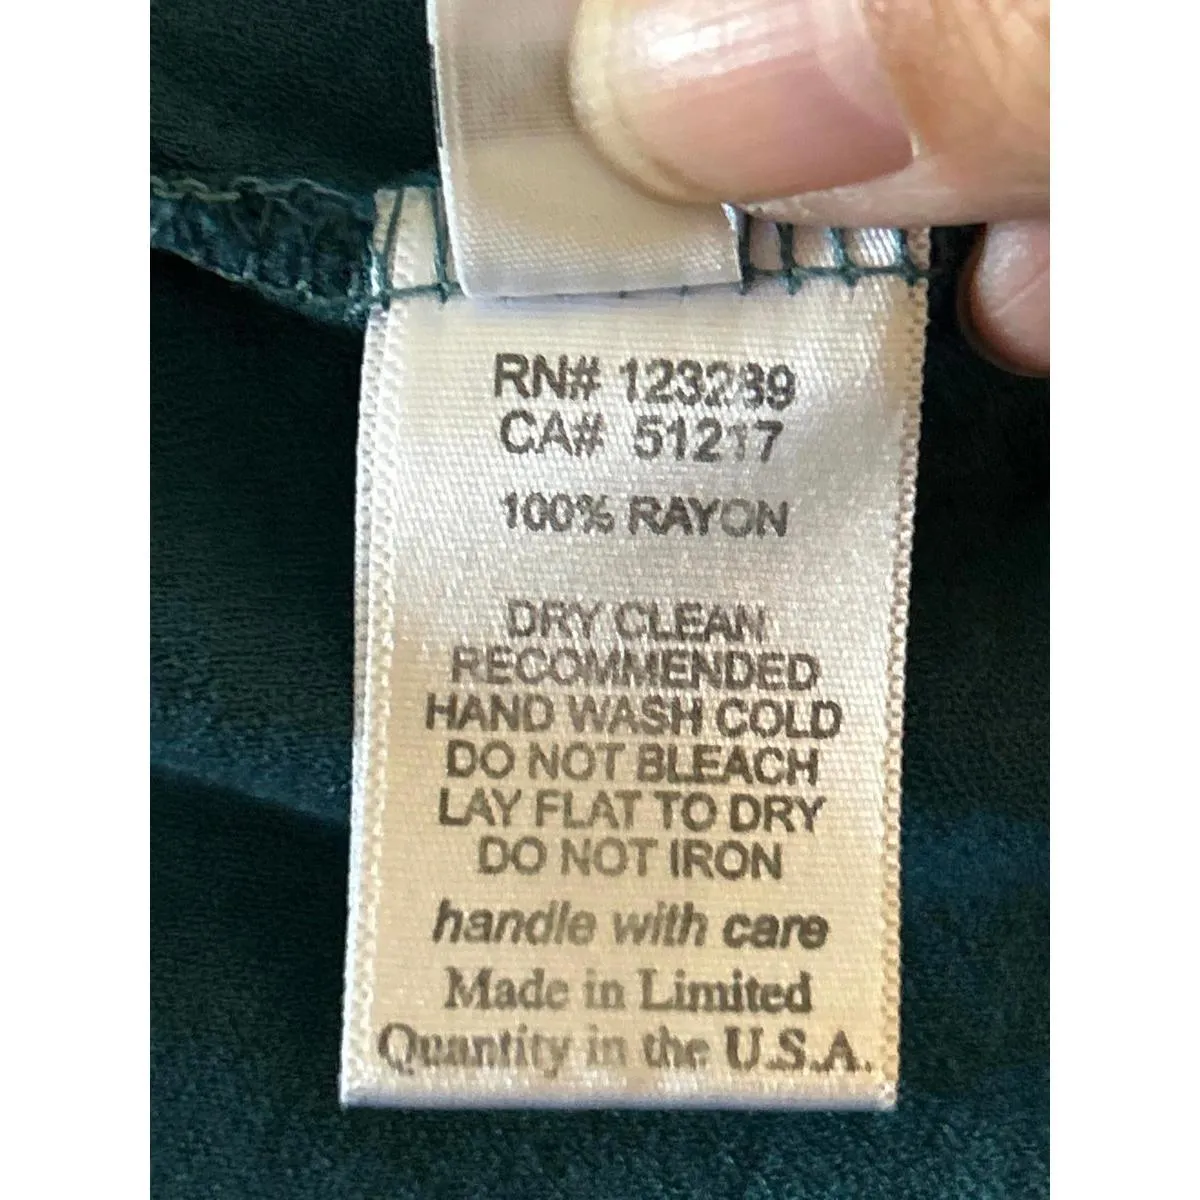 RN# 123289
CA# 51217
100% RAYON
DRY CLEAN
RECOMMENDED
HAND WASH COLD
DO NOT BLEACH
LAY FLAT TO DRY
DO NOT IRON
handle with care
Made in Limited
Quantity in the U.S.A.